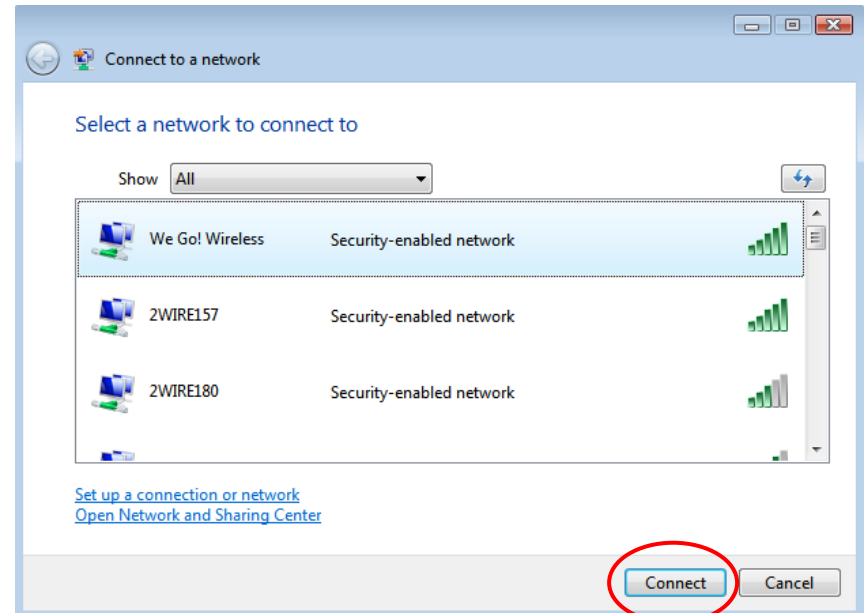 Connect to a network
Select a network to connect to
Show All
We Go! Wireless Security-enabled network
2WIRE157 Security-enabled network
2WIRE180 Security-enabled network
Set up a connection or network
Open Network and Sharing Center
Connect Cancel